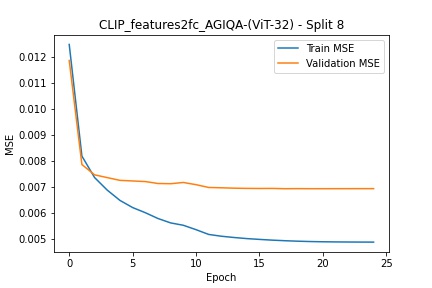 CLIP_features2fc_AGIQA-(ViT-32) - Split 8
Train MSE
Validation MSE
MSE
0.012
0.011
0.010
0.009
0.008
0.007
0.006
0.005
0 5 10 15 20 25
Epoch